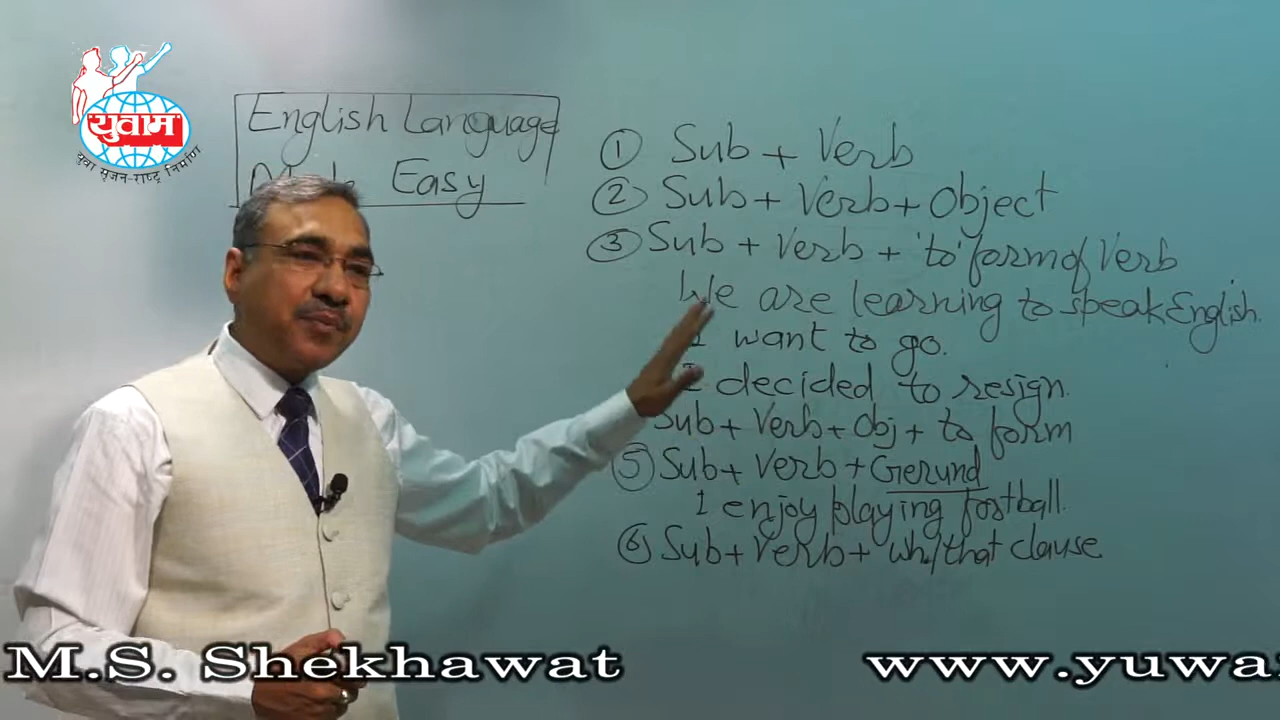 युवाम
युवा सृजन-राष्ट्र निर्माण
English Language
Made Easy
① Sub + Verb
② Sub + Verb + Object
③ Sub + Verb + 'to' form of Verb
We are learning to speak English.
I want to go.
I decided to resign.
Sub + Verb + Obj + to form
⑤ Sub + Verb + Gerund
I enjoy playing football.
⑥ Sub + Verb + wh/that clause
M.S. Shekhawat
www.yuwa